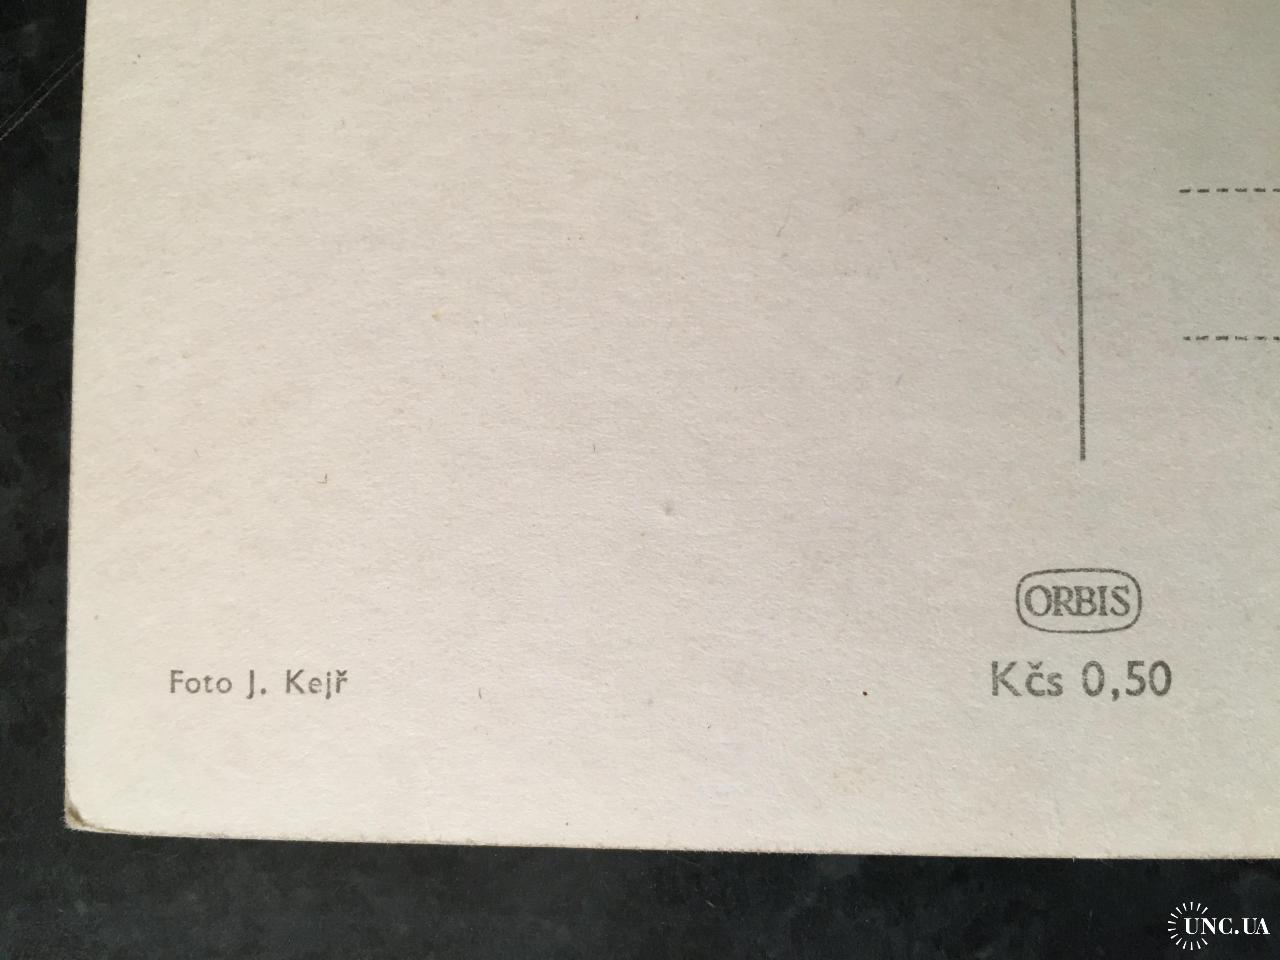 ORBIS
Kčs 0,50
Foto J. Kejř
UNC.UA